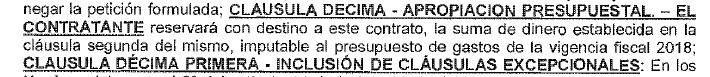 negar la petición formulada; CLAUSULA DECIMA - APROPIACION PRESUPUESTAL. – EL
CONTRATANTE reservará con destino a este contrato, la suma de dinero establecida en la
cláusula segunda del mismo, imputable al presupuesto de gastos de la vigencia fiscal 2018;
CLAUSULA DÉCIMA PRIMERA - INCLUSIÓN DE CLÁUSULAS EXCEPCIONALES: En los